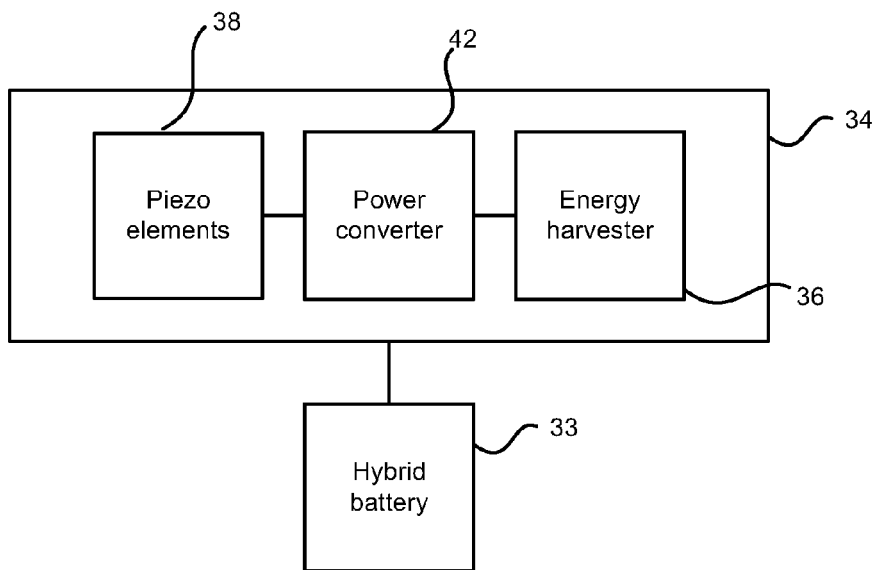 38
42
34
Piezo
elements
Power
converter
Energy
harvester
36
33
Hybrid
battery